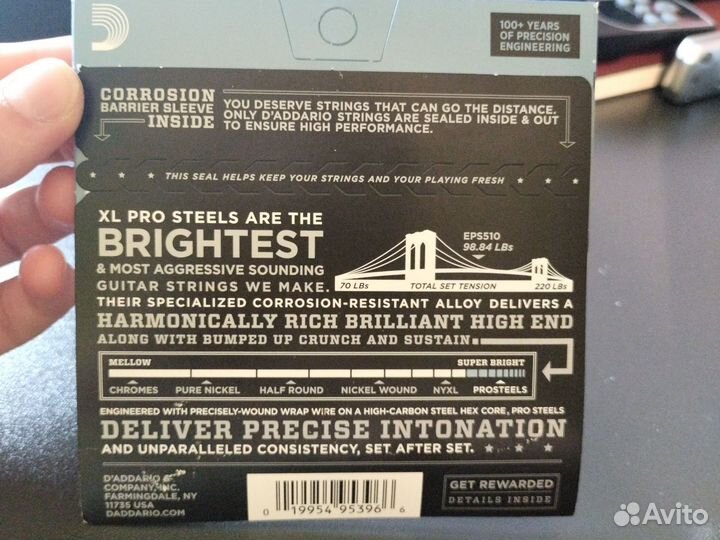 100+ YEARS
OF PRECISION
ENGINEERING
CORROSION
BARRIER SLEEVE
INSIDE
YOU DESERVE STRINGS THAT CAN GO THE DISTANCE.
ONLY D'ADDARIO STRINGS ARE SEALED INSIDE & OUT
TO ENSURE HIGH PERFORMANCE.
THIS SEAL HELPS KEEP YOUR STRINGS AND YOUR PLAYING FRESH
XL PRO STEELS ARE THE
BRIGHTEST
& MOST AGGRESSIVE SOUNDING
GUITAR STRINGS WE MAKE.
EPS510
98.84 LBs
70 LBs TOTAL SET TENSION 220 LBs
THEIR SPECIALIZED CORROSION-RESISTANT ALLOY DELIVERS A
HARMONICALLY RICH BRILLIANT HIGH END
ALONG WITH BUMPED UP CRUNCH AND SUSTAIN.
MELLOW SUPER BRIGHT
CHROMES PURE NICKEL HALF ROUND NICKEL WOUND NYXL PROSTEELS
ENGINEERED WITH PRECISELY-WOUND WRAP WIRE ON A HIGH-CARBON STEEL HEX CORE, PRO STEELS
DELIVER PRECISE INTONATION
AND UNPARALLELED CONSISTENCY, SET AFTER SET.
D'ADDARIO &
COMPANY, INC.
FARMINGDALE, NY
11735 USA
DADDARIO.COM
0 19954 95396 6
GET REWARDED
DETAILS INSIDE
Avito